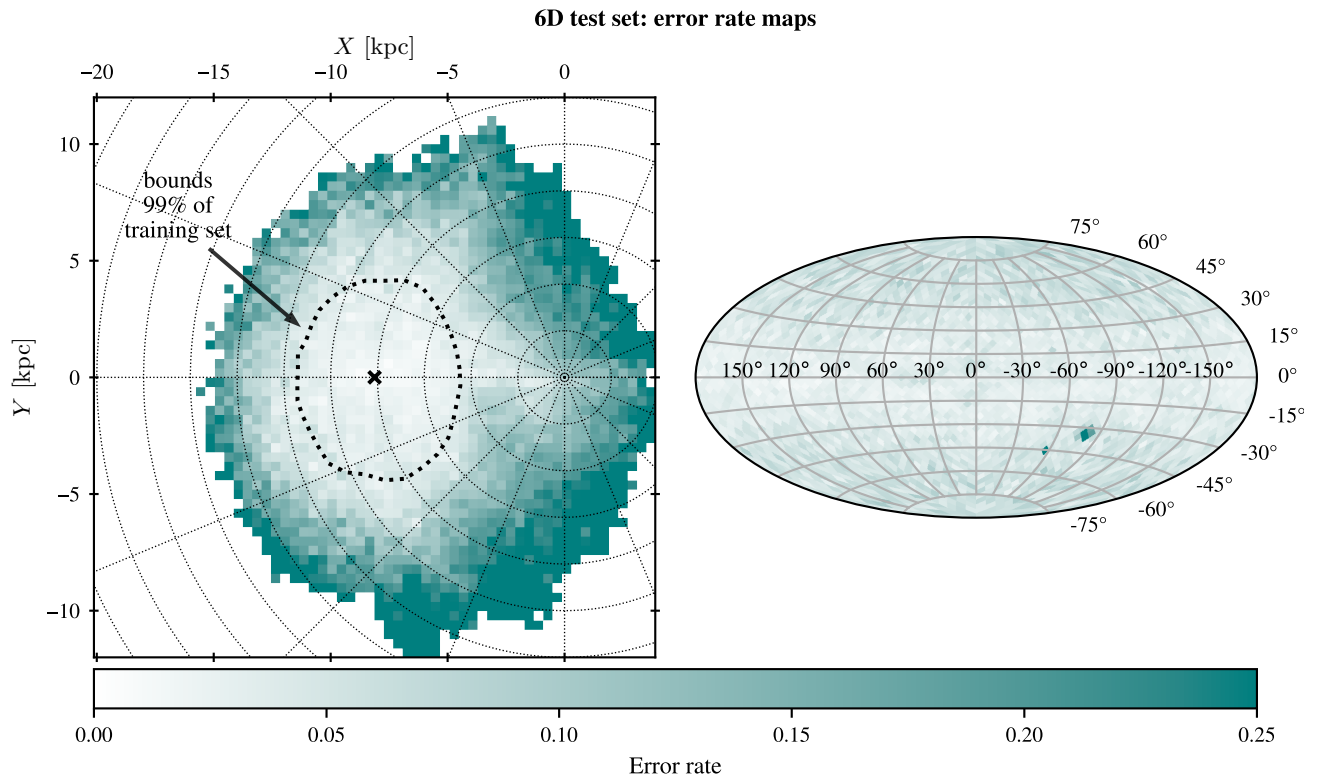 6D test set: error rate maps
X [kpc]
−20 −15 −10 −5 0
10
5
0
−5
−10
Y [kpc]
bounds
99% of
training set
75°
60°
45°
30°
15°
150° 120° 90° 60° 30° 0° -30° -60° -90° -120° -150° 0°
-15°
-30°
-45°
-60°
-75°
0.00 0.05 0.10 0.15 0.20 0.25
Error rate